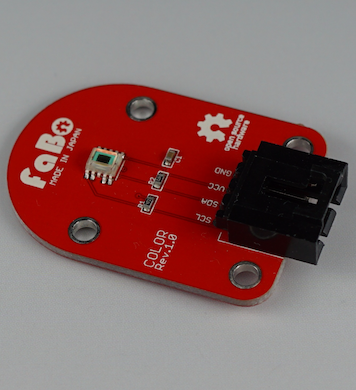 FaBo
MADE IN JAPAN
open source
hardware
GND
VCC
SDA
SCL
COLOR
Rev.1.0